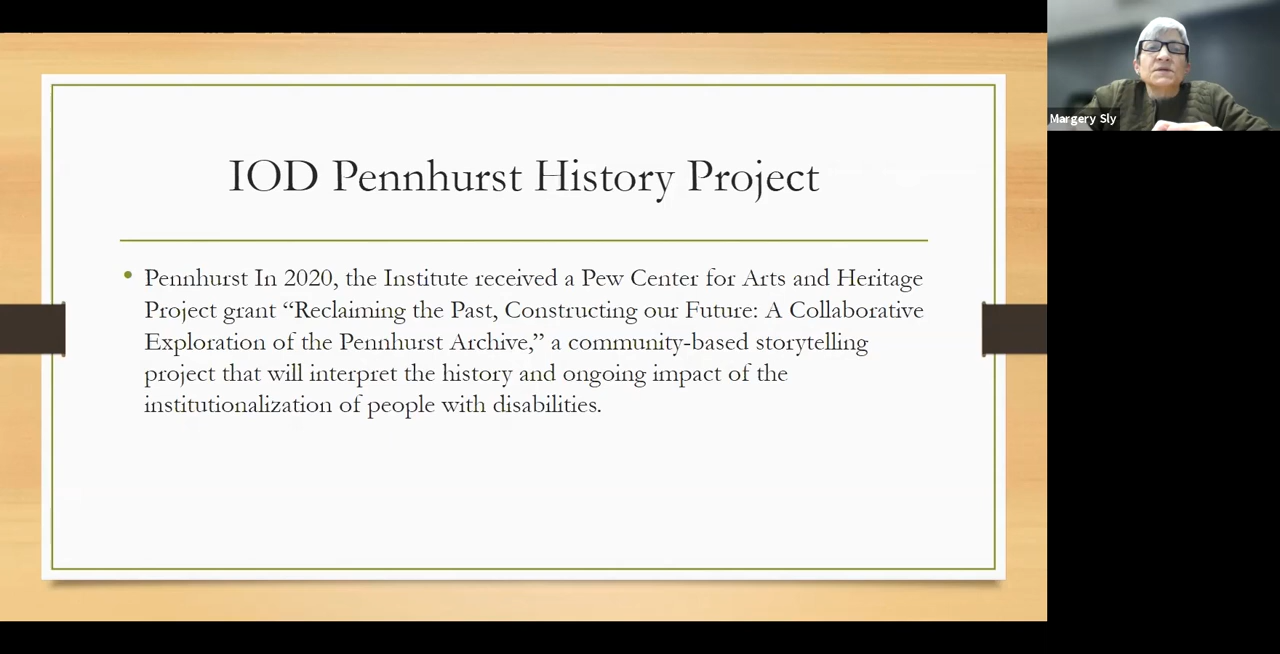 IOD Pennhurst History Project
• Pennhurst In 2020, the Institute received a Pew Center for Arts and Heritage
Project grant “Reclaiming the Past, Constructing our Future: A Collaborative
Exploration of the Pennhurst Archive,” a community-based storytelling
project that will interpret the history and ongoing impact of the
institutionalization of people with disabilities.
Margery Sly